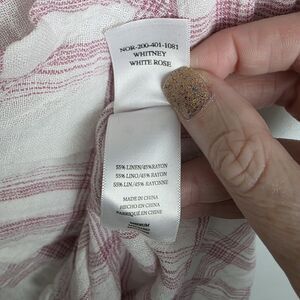 NOR-200-401-1081
WHITNEY
WHITE ROSE
55% LINEN/45%RAYON
55% LINO/45% RAYON
55% LIN/45% RAYONNE
MADE IN CHINA
HECHO EN CHINA
FABRIQUÉ EN CHINE